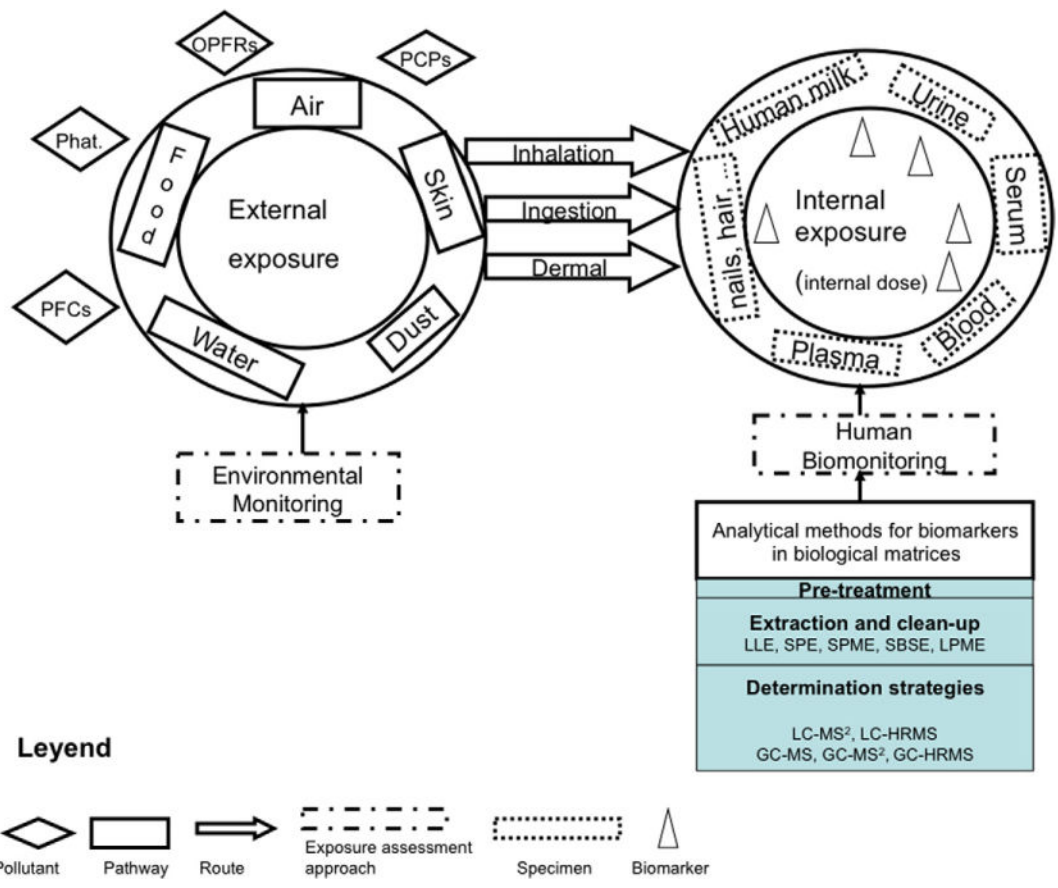 OPFRs
PCPs
Phat.
PFCs
Air
Food
Skin
Water
Dust
External
exposure
Inhalation
Ingestion
Dermal
Human milk
Urine
Serum
Blood
Plasma
nails, hair,...
Internal
exposure
(internal dose)
Environmental
Monitoring
Human
Biomonitoring
Analytical methods for biomarkers
in biological matrices
Pre-treatment
Extraction and clean-up
LLE, SPE, SPME, SBSE, LPME
Determination strategies
LC-MS², LC-HRMS
GC-MS, GC-MS², GC-HRMS
Leyend
Pollutant
Pathway
Route
Exposure assessment
approach
Specimen
Biomarker